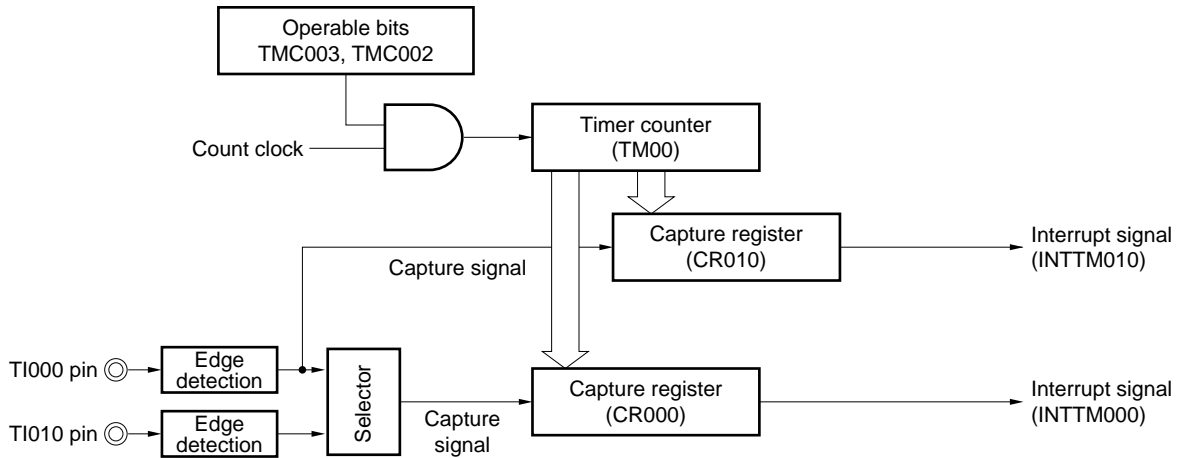 Operable bits
TMC003, TMC002
Count clock
Timer counter
(TM00)
Capture register
(CR010)
Interrupt signal
(INTTM010)
Capture signal
TI000 pin
Edge
detection
Selector
Capture register
(CR000)
Interrupt signal
(INTTM000)
TI010 pin
Edge
detection
Capture
signal